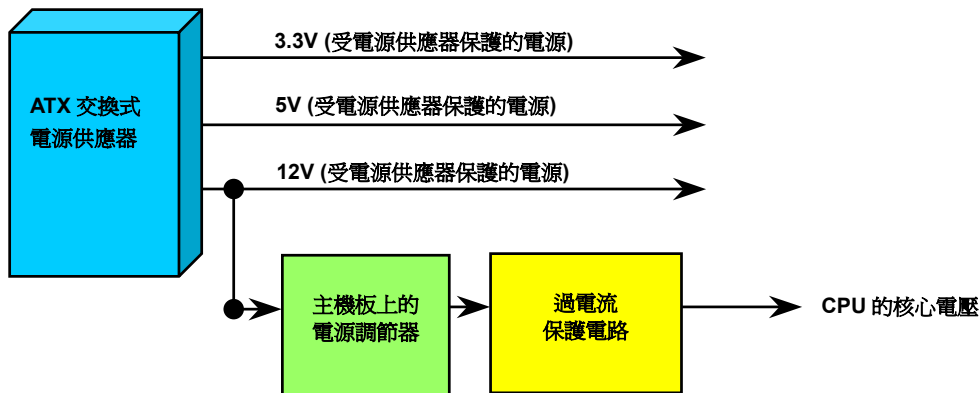 3.3V (受電源供應器保護的電源)
ATX 交換式
電源供應器
5V (受電源供應器保護的電源)
12V (受電源供應器保護的電源)
主機板上的
電源調節器
過電流
保護電路
CPU 的核心電壓